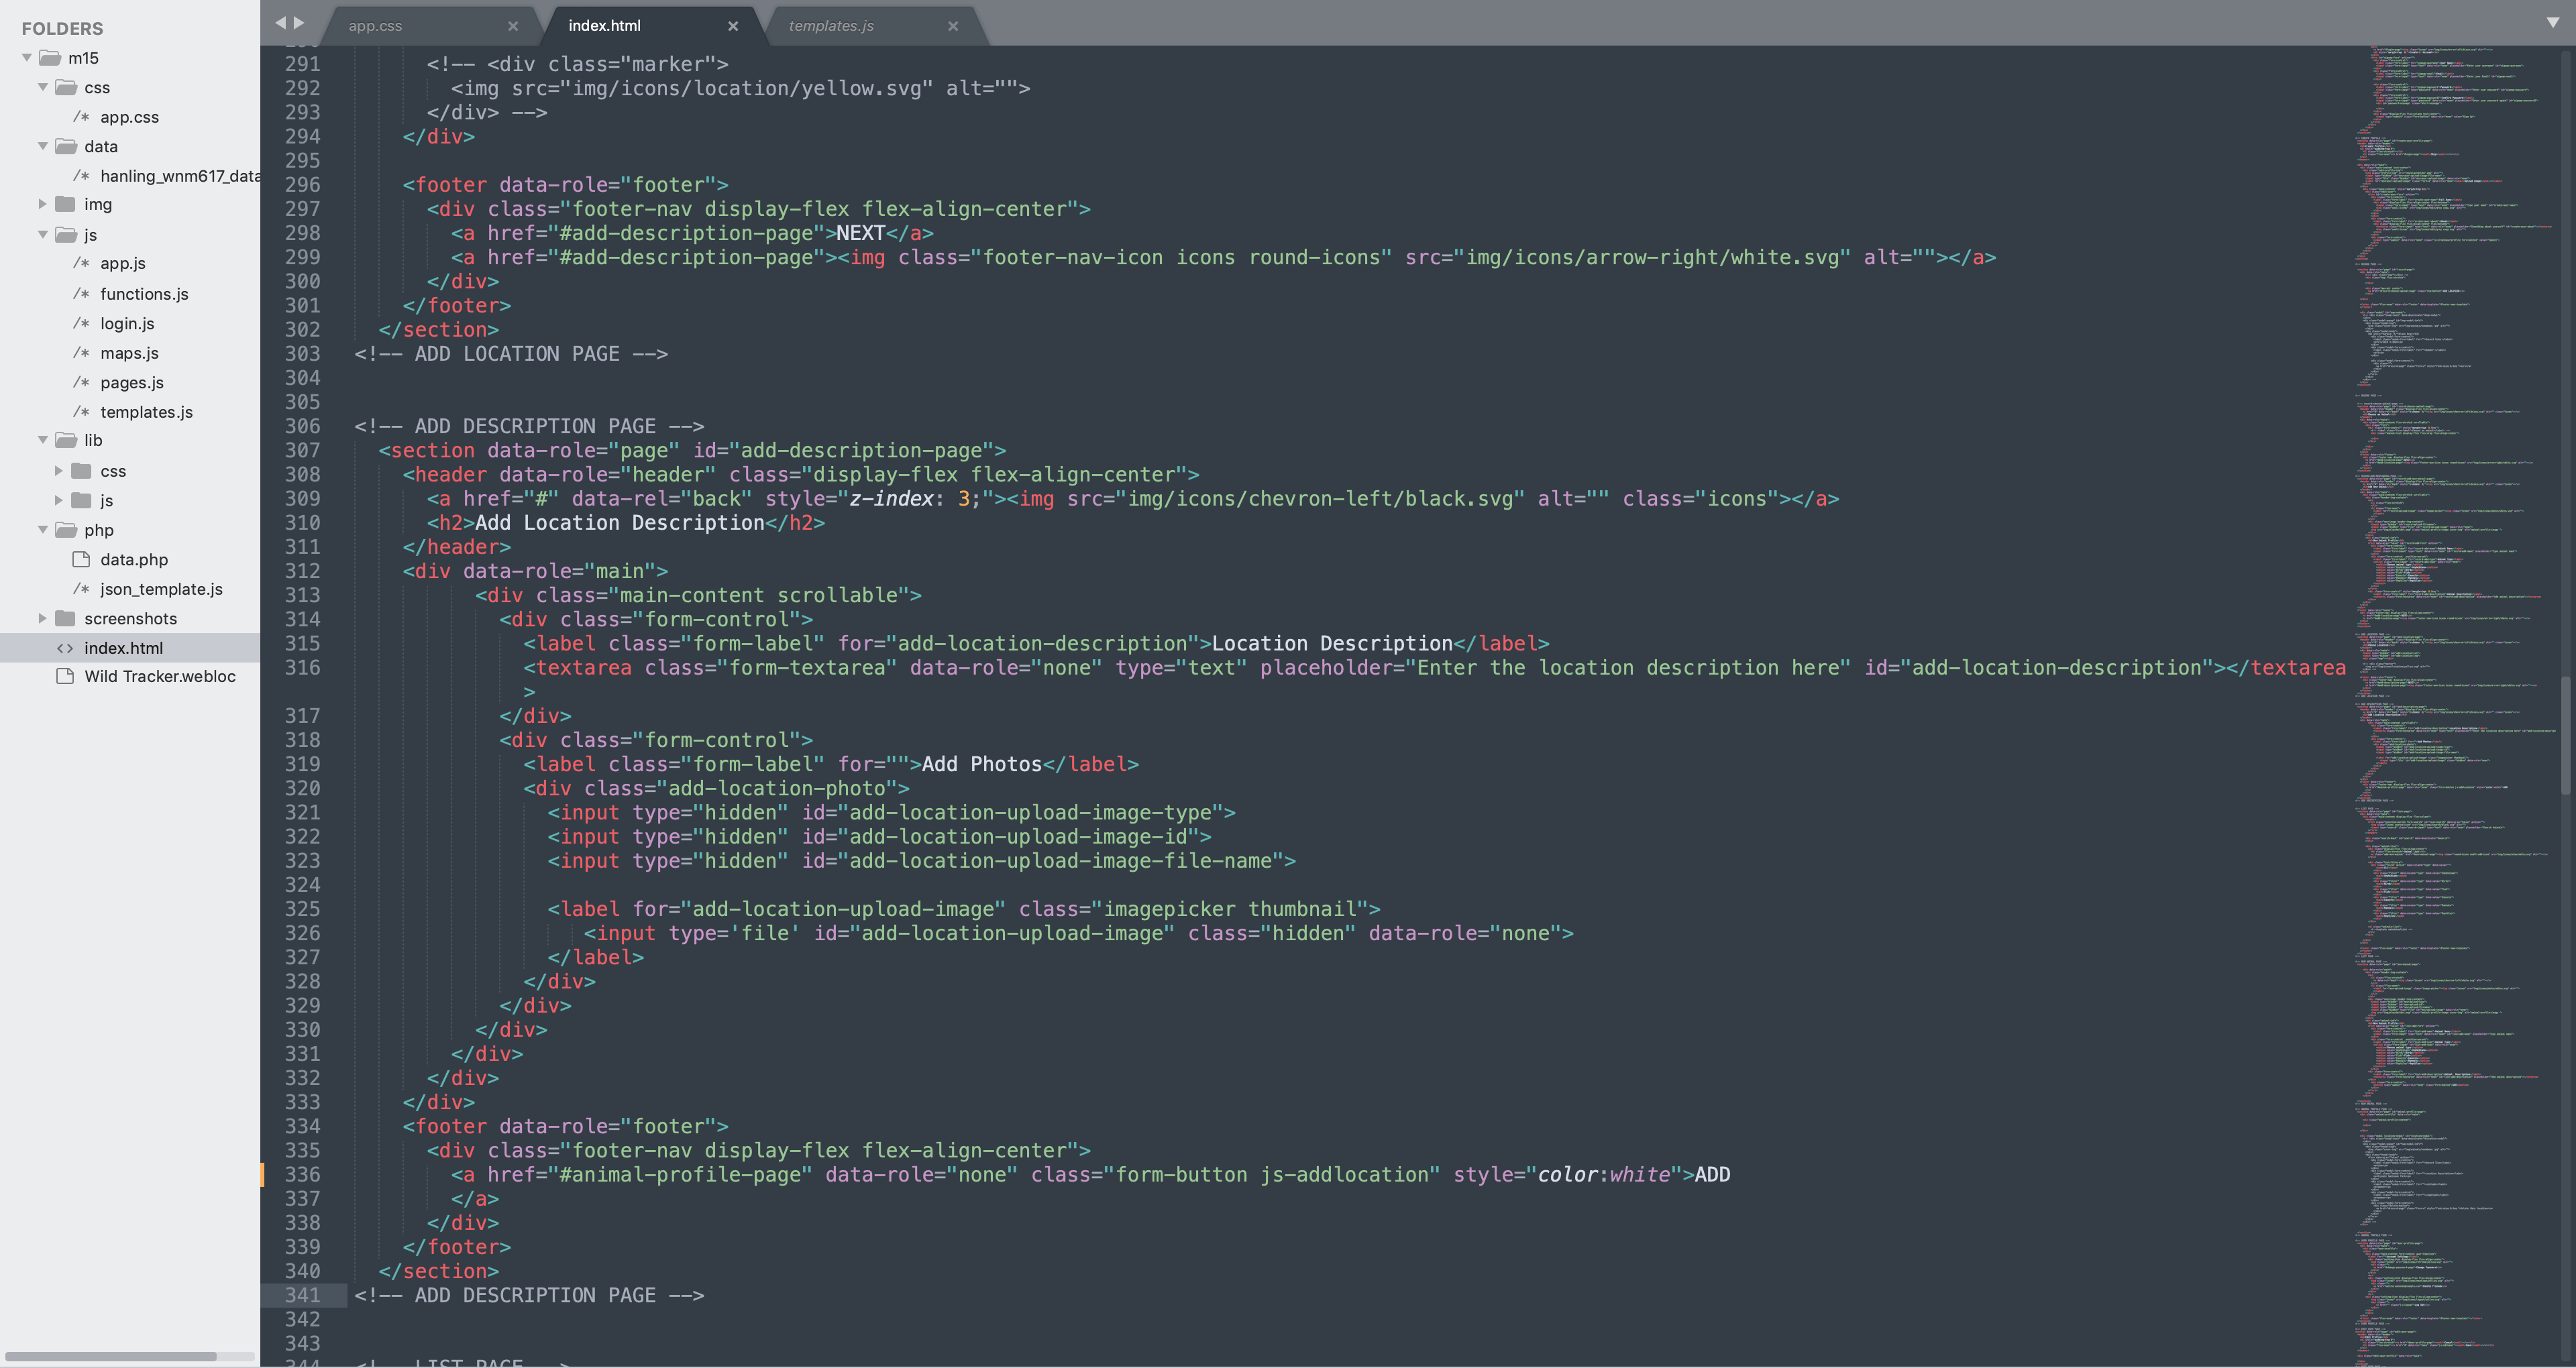 FOLDERS
m15
css
/* app.css
data
/* hanling_wnm617_data
img
js
/* app.js
/* functions.js
/* login.js
/* maps.js
/* pages.js
/* templates.js
lib
css
js
php
data.php
/* json_template.js
screenshots
<> index.html
Wild Tracker.webloc
app.css × index.html × templates.js ×
291 <!-- <div class="marker">
292 <img src="img/icons/location/yellow.svg" alt="">
293 </div> -->
294 </div>
295
296 <footer data-role="footer">
297 <div class="footer-nav display-flex flex-align-center">
298 <a href="#add-description-page">NEXT</a>
299 <a href="#add-description-page"><img class="footer-nav-icon icons round-icons" src="img/icons/arrow-right/white.svg" alt=""></a>
300 </div>
301 </footer>
302 </section>
303 <!-- ADD LOCATION PAGE -->
304
305
306 <!-- ADD DESCRIPTION PAGE -->
307 <section data-role="page" id="add-description-page">
308 <header data-role="header" class="display-flex flex-align-center">
309 <a href="#" data-rel="back" style="z-index: 3;"><img src="img/icons/chevron-left/black.svg" alt="" class="icons"></a>
310 <h2>Add Location Description</h2>
311 </header>
312 <div data-role="main">
313 <div class="main-content scrollable">
314 <div class="form-control">
315 <label class="form-label" for="add-location-description">Location Description</label>
316 <textarea class="form-textarea" data-role="none" type="text" placeholder="Enter the location description here" id="add-location-description"></textarea
>
317 </div>
318 <div class="form-control">
319 <label class="form-label" for="">Add Photos</label>
320 <div class="add-location-photo">
321 <input type="hidden" id="add-location-upload-image-type">
322 <input type="hidden" id="add-location-upload-image-id">
323 <input type="hidden" id="add-location-upload-image-file-name">
324
325 <label for="add-location-upload-image" class="imagepicker thumbnail">
326 <input type='file' id="add-location-upload-image" class="hidden" data-role="none">
327 </label>
328 </div>
329 </div>
330 </div>
331 </div>
332 </div>
333 </div>
334 <footer data-role="footer">
335 <div class="footer-nav display-flex flex-align-center">
336 <a href="#animal-profile-page" data-role="none" class="form-button js-addlocation" style="color:white">ADD
337 </a>
338 </div>
339 </footer>
340 </section>
341 <!-- ADD DESCRIPTION PAGE -->
342
343
344 <!-- LIST PAGE -->